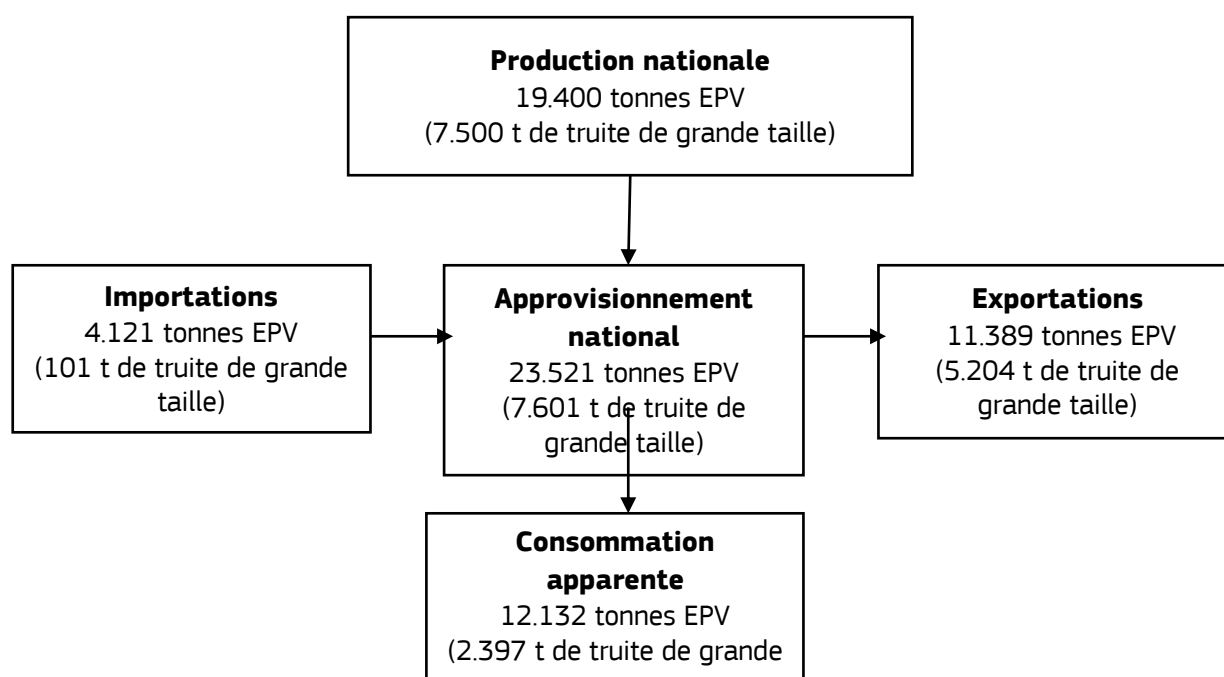 Production nationale
19.400 tonnes EPV
(7.500 t de truite de grande taille)
Importations
4.121 tonnes EPV
(101 t de truite de grande
taille)
Approvisionnement
national
23.521 tonnes EPV
(7.601 t de truite de
grande taille)
Exportations
11.389 tonnes EPV
(5.204 t de truite de
grande taille)
Consommation
apparente
12.132 tonnes EPV
(2.397 t de truite de grande